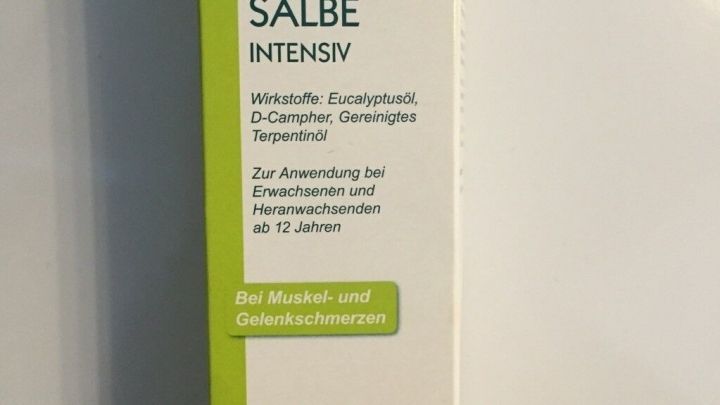 SALBE
INTENSIV
Wirkstoffe: Eucalyptusöl,
D-Campher, Gereinigtes
Terpentinöl
Zur Anwendung bei
Erwachsenen und
Heranwachsenden
ab 12 Jahren
Bei Muskel- und
Gelenkschmerzen